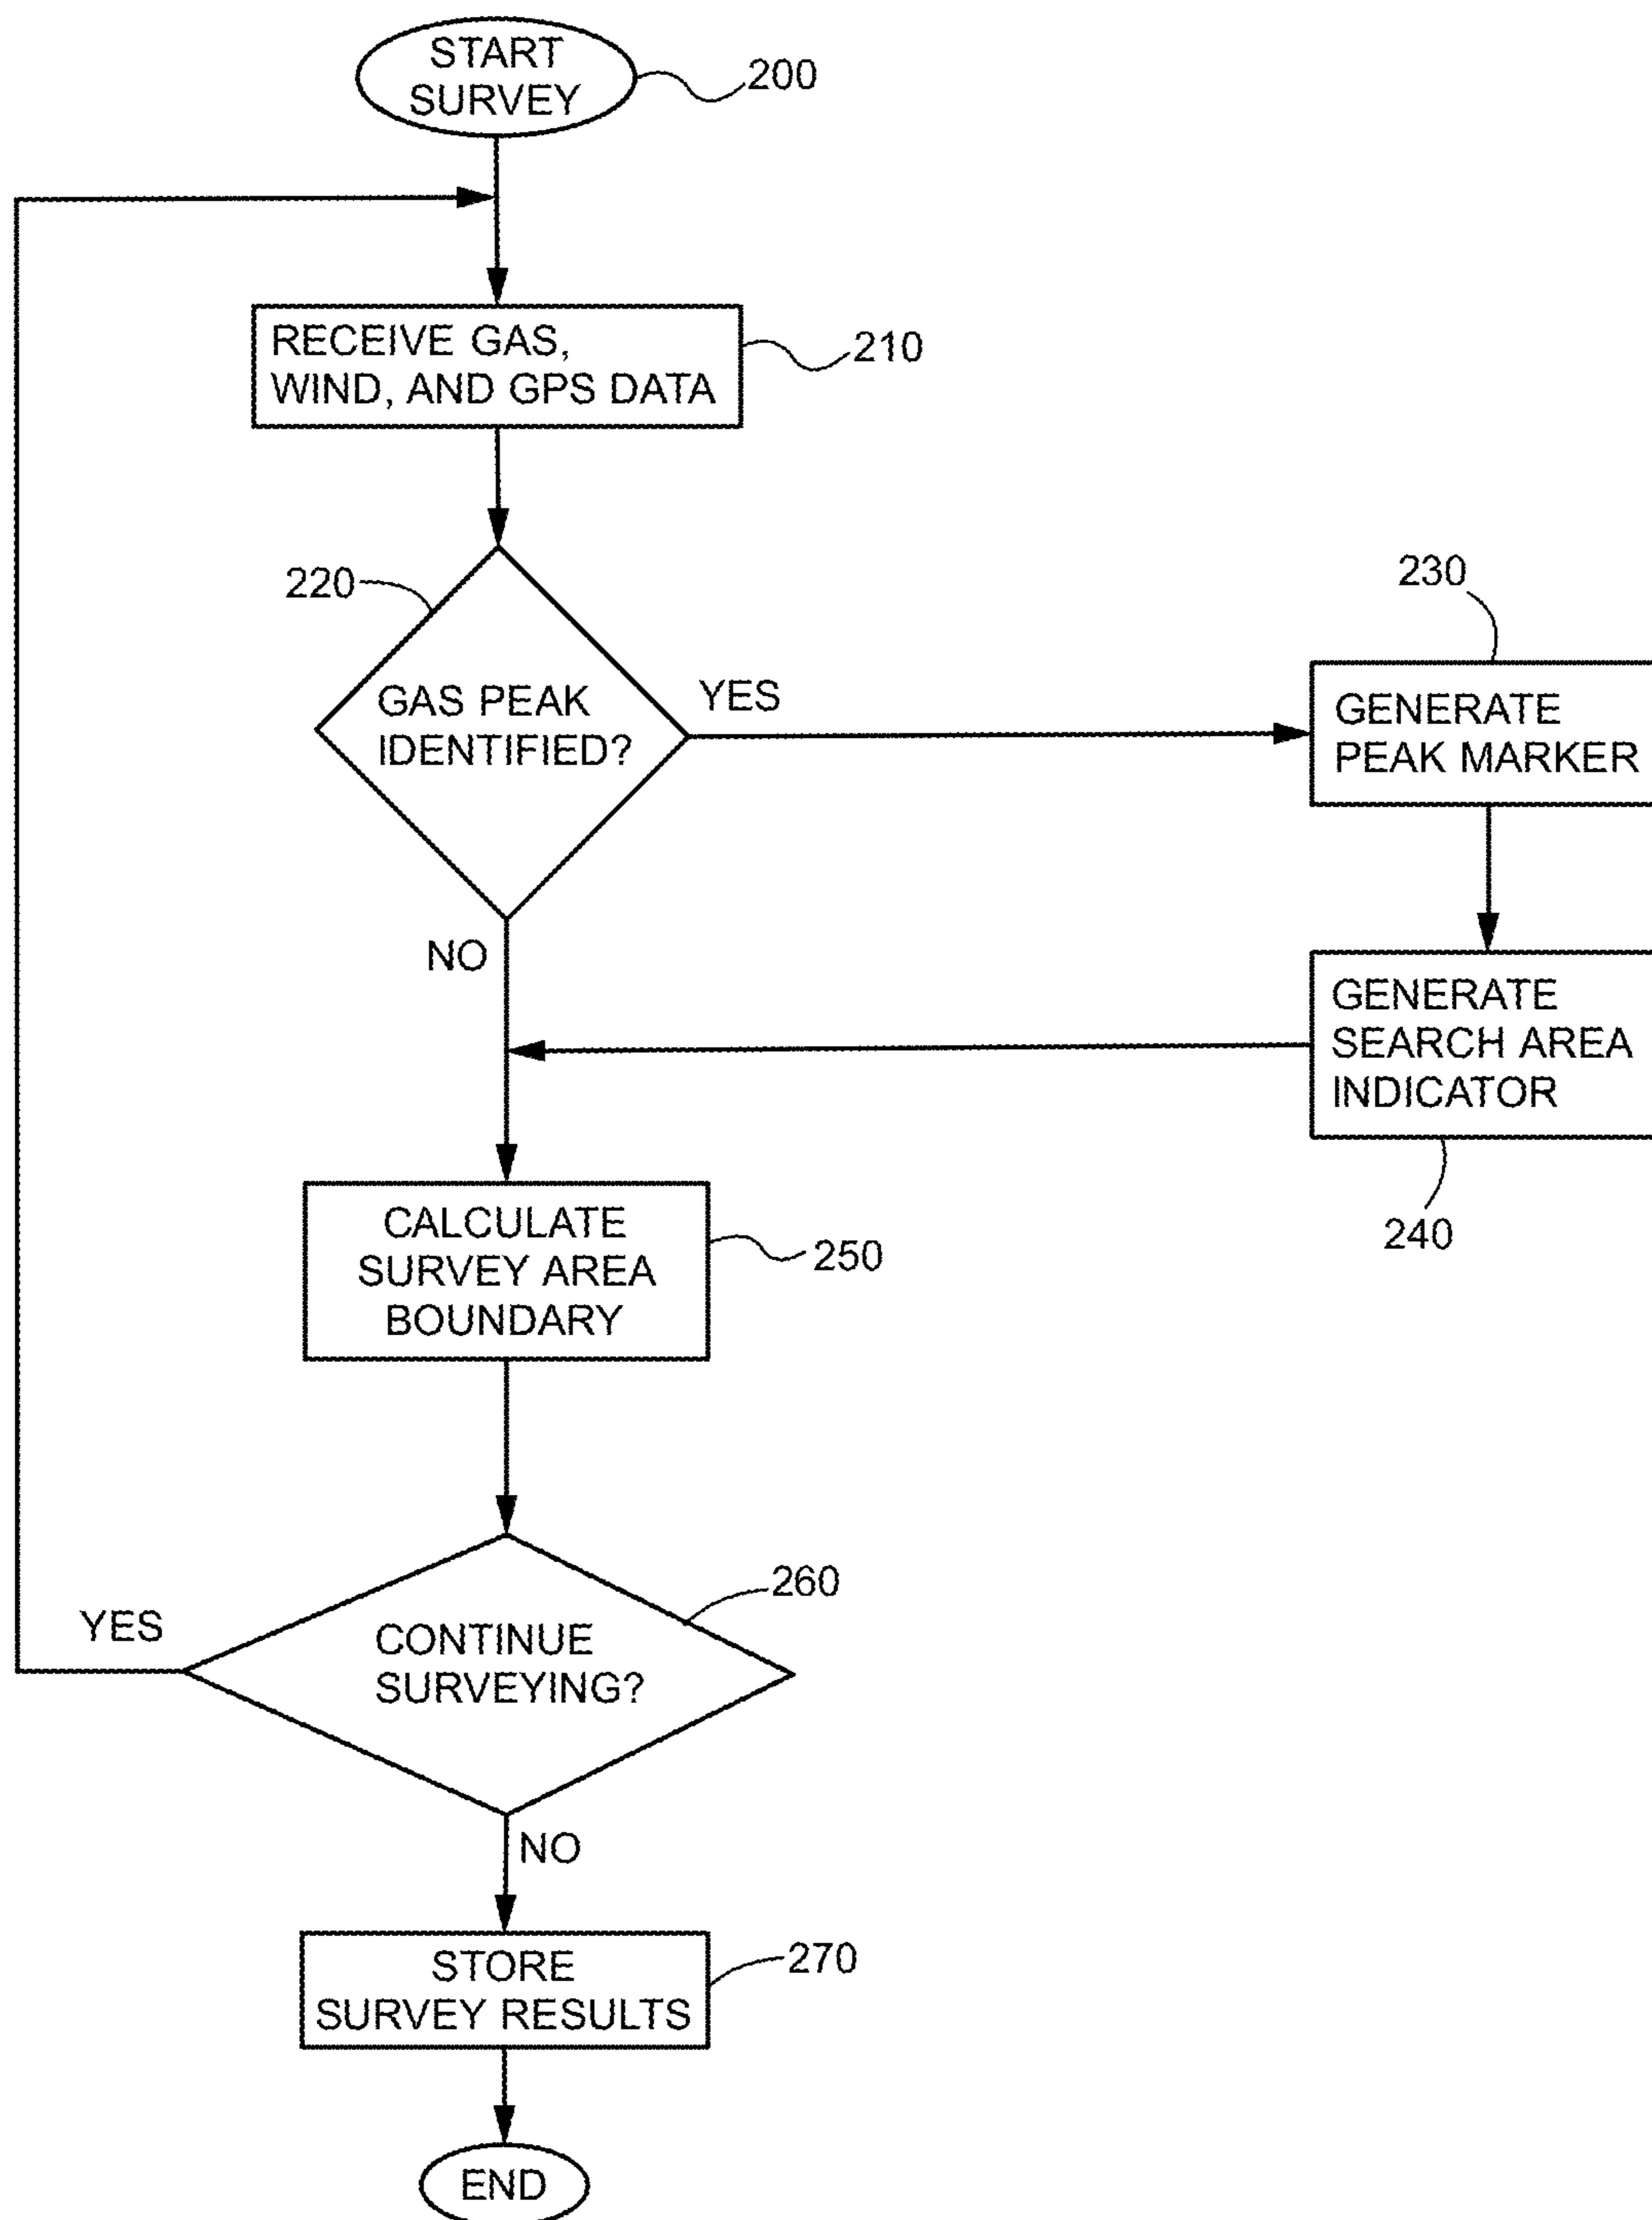 START
SURVEY
200
RECEIVE GAS,
WIND, AND GPS DATA
210
220
GAS PEAK
IDENTIFIED?
YES
230
GENERATE
PEAK MARKER
NO
GENERATE
SEARCH AREA
INDICATOR
240
CALCULATE
SURVEY AREA
BOUNDARY
250
260
YES
CONTINUE
SURVEYING?
NO
STORE
SURVEY RESULTS
270
END